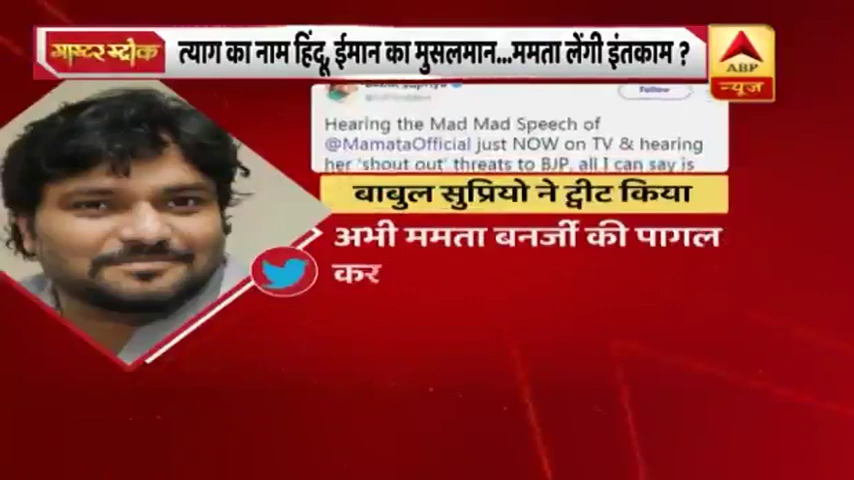 मास्टर स्ट्रोक
त्याग का नाम हिंदू, ईमान का मुसलमान...ममता लेंगी इंतकाम ?
ABP
न्यूज़
Follow
Hearing the Mad Mad Speech of
@MamataOfficial just NOW on TV & hearing
her 'shout out' threats to BJP, all I can say is
बाबुल सुप्रियो ने ट्वीट किया
अभी ममता बनर्जी की पागल
कर